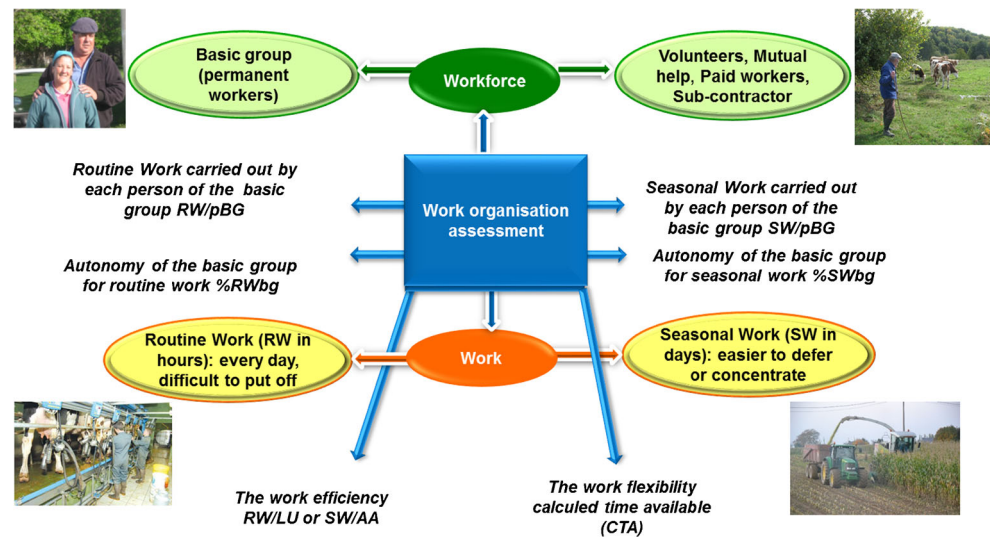 Basic group
(permanent
workers)
Workforce
Volunteers, Mutual
help, Paid workers,
Sub-contractor
Routine Work carried out by
each person of the basic
group RW/pBG
Work organisation
assessment
Seasonal Work carried out
by each person of the
basic group SW/pBG
Autonomy of the basic group
for routine work %RWbg
Autonomy of the basic group
for seasonal work %SWbg
Routine Work (RW in
hours): every day,
difficult to put off
Work
Seasonal Work (SW in
days): easier to defer
or concentrate
The work efficiency
RW/LU or SW/AA
The work flexibility
calculed time available
(CTA)